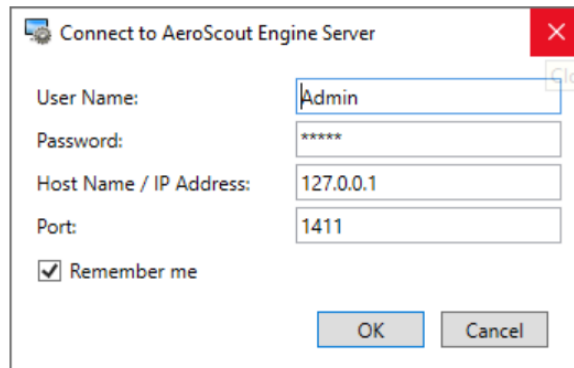 Connect to AeroScout Engine Server
Clo
User Name: Admin
Password: *****
Host Name / IP Address: 127.0.0.1
Port: 1411
Remember me
OK Cancel